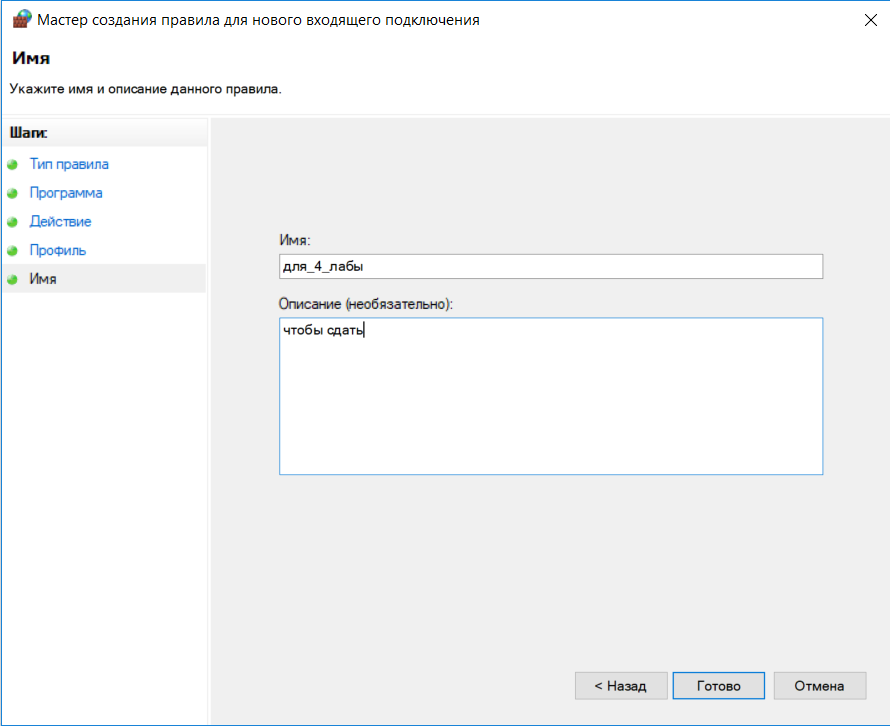 Мастер создания правила для нового входящего подключения
Имя
Укажите имя и описание данного правила.
Шаги:
Тип правила
Программа
Действие
Профиль
Имя
Имя:
для_4_лабы
Описание (необязательно):
чтобы сдать
< Назад
Готово
Отмена